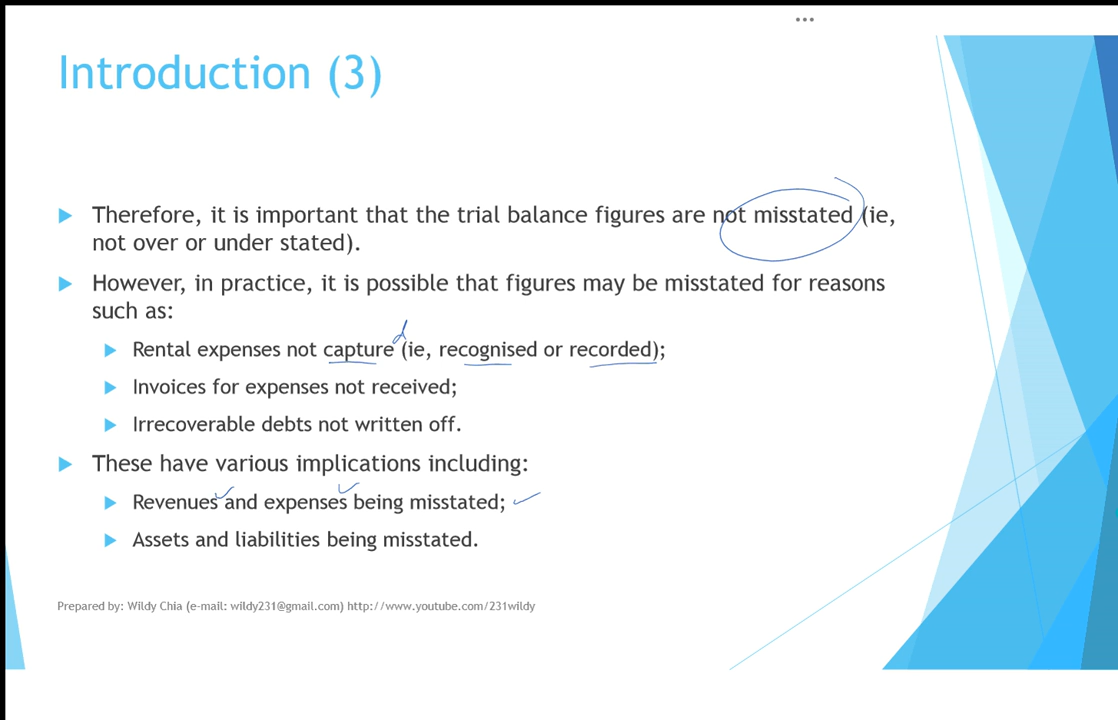 Introduction (3)
Therefore, it is important that the trial balance figures are not misstated (ie,
not over or under stated).
However, in practice, it is possible that figures may be misstated for reasons
such as:
d
Rental expenses not capture (ie, recognised or recorded);
Invoices for expenses not received;
Irrecoverable debts not written off.
These have various implications including:
Revenues and expenses being misstated;
Assets and liabilities being misstated.
Prepared by: Wildy Chia (e-mail: wildy231@gmail.com) http://www.youtube.com/231wildy